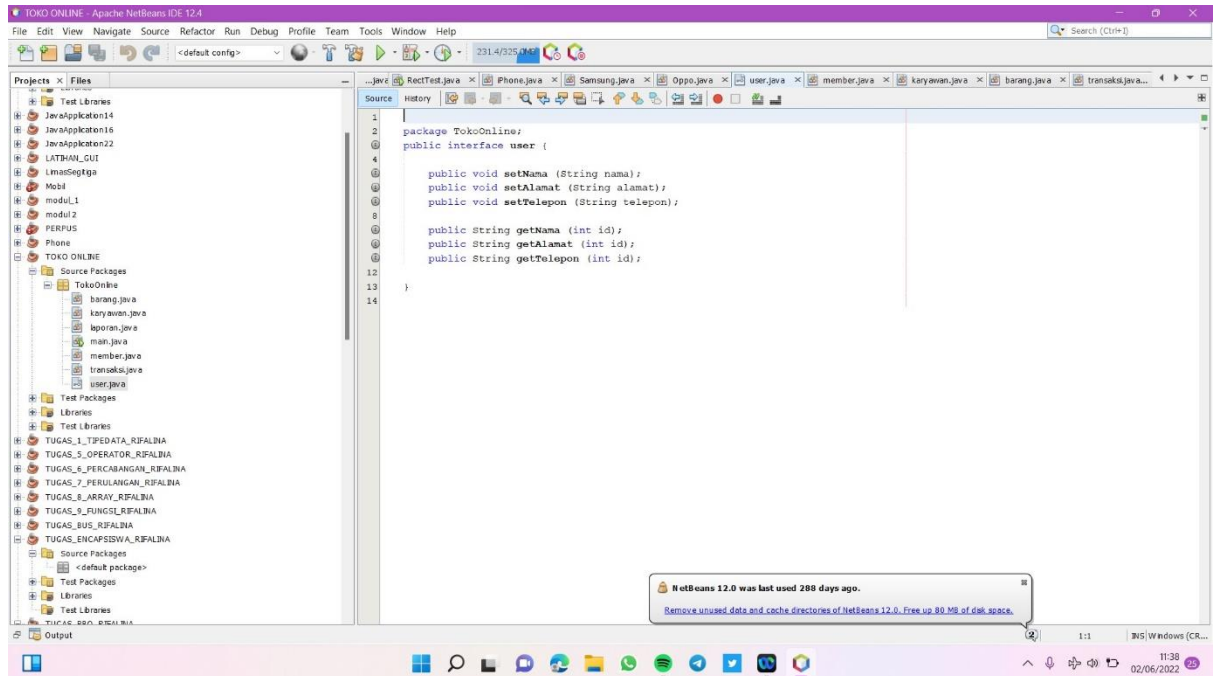 TOKO ONLINE - Apache NetBeans IDE 12.4
File Edit View Navigate Source Refactor Run Debug Profile Team Tools Window Help
Search (Ctrl+I)
<default config>
231.4/325.0MB
Projects Files
...java RectTest.java Phone.java Samsung.java Oppo.java user.java member.java karyawan.java barang.java transaksi.java...
Source History
Test Libraries
JavaApplication14
JavaApplication16
JavaApplication22
LATIHAN_GUI
LimasSegitiga
Mobil
modul_1
modul 2
PERPUS
Phone
TOKO ONLINE
Source Packages
TokoOnline
barang.java
karyawan.java
laporan.java
main.java
member.java
transaksi.java
user.java
Test Packages
Libraries
Test Libraries
TUGAS_1_TIPEDATA_RIFALINA
TUGAS_5_OPERATOR_RIFALINA
TUGAS_6_PERCABANGAN_RIFALINA
TUGAS_7_PERULANGAN_RIFALINA
TUGAS_8_ARRAY_RIFALINA
TUGAS_9_FUNGSI_RIFALINA
TUGAS_BUS_RIFALINA
TUGAS_ENCAPSISWA_RIFALINA
Source Packages
<default package>
Test Packages
Libraries
Test Libraries
1
2 package TokoOnline;
public interface user {
4
public void setNama (String nama);
public void setAlamat (String alamat);
public void setTelepon (String telepon);
8
public String getNama (int id);
public String getAlamat (int id);
public String getTelepon (int id);
12
13 }
14
NetBeans 12.0 was last used 288 days ago.
Remove unused data and cache directories of NetBeans 12.0. Free up 80 MB of disk space.
Output
2 1:1 INS Windows (CR...
11:38
02/06/2022 25